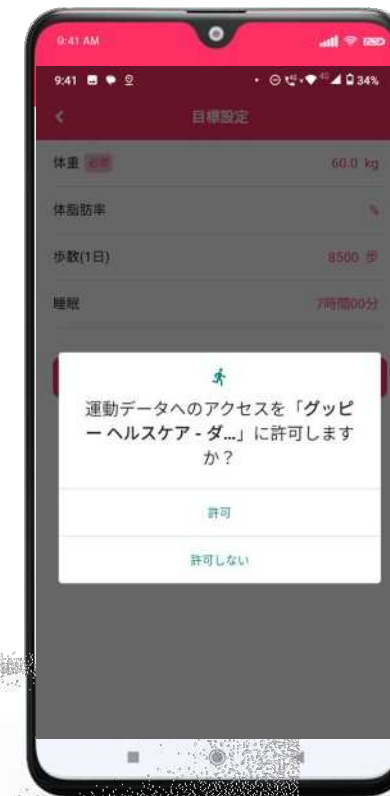 9:41 AM
9:41 34%
目標設定
体重 必須 60.0 kg
体脂肪率 %
歩数(1日) 8500 歩
睡眠 7時間00分
運動データへのアクセスを「グッピ
ー ヘルスケア - ダ...」に許可します
か？
許可
許可しない